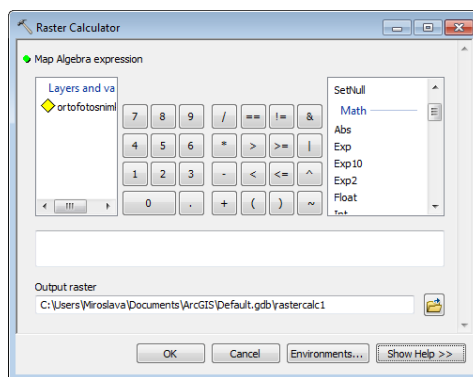 Raster Calculator
Map Algebra expression
Layers and va
ortofotosniml
7 8 9 / == != &
4 5 6 * > >= |
1 2 3 - < <= ^
0 . + ( ) ~
SetNull
Math
Abs
Exp
Exp10
Exp2
Float
Int
Output raster
C:\Users\Miroslava\Documents\ArcGIS\Default.gdb\rastercalc1
OK Cancel Environments... Show Help >>